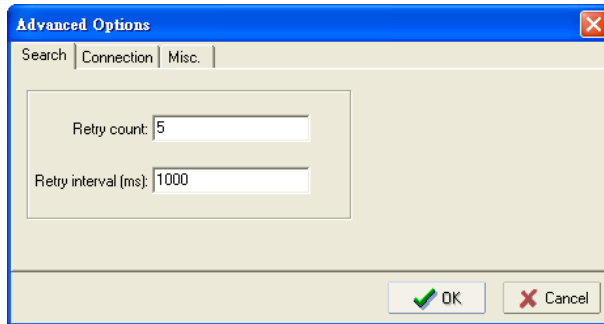 Advanced Options
Search Connection Misc.
Retry count: 5
Retry interval (ms): 1000
OK Cancel